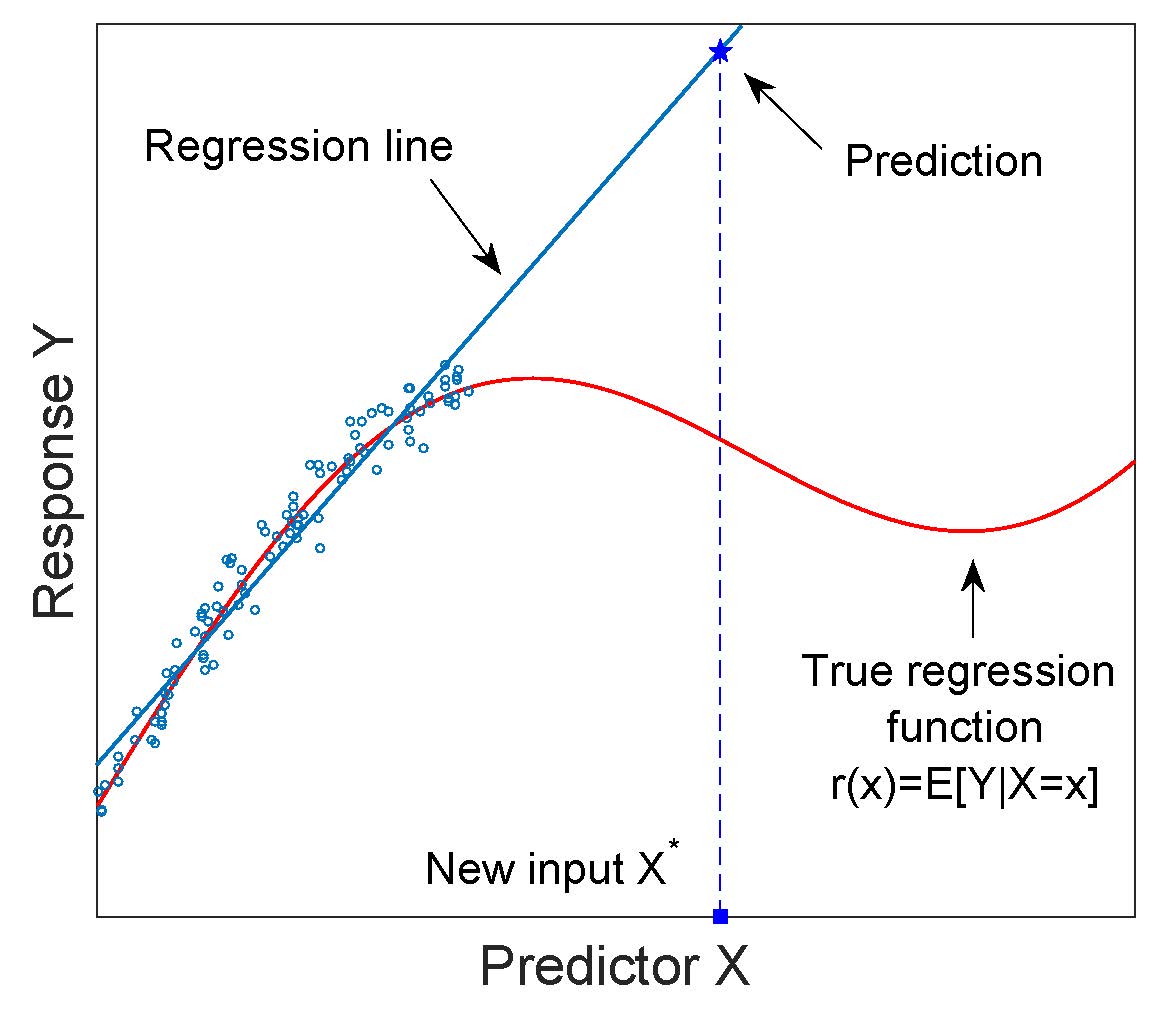 Regression line
Prediction
Response Y
True regression
function
r(x)=E[Y|X=x]
New input X*
Predictor X